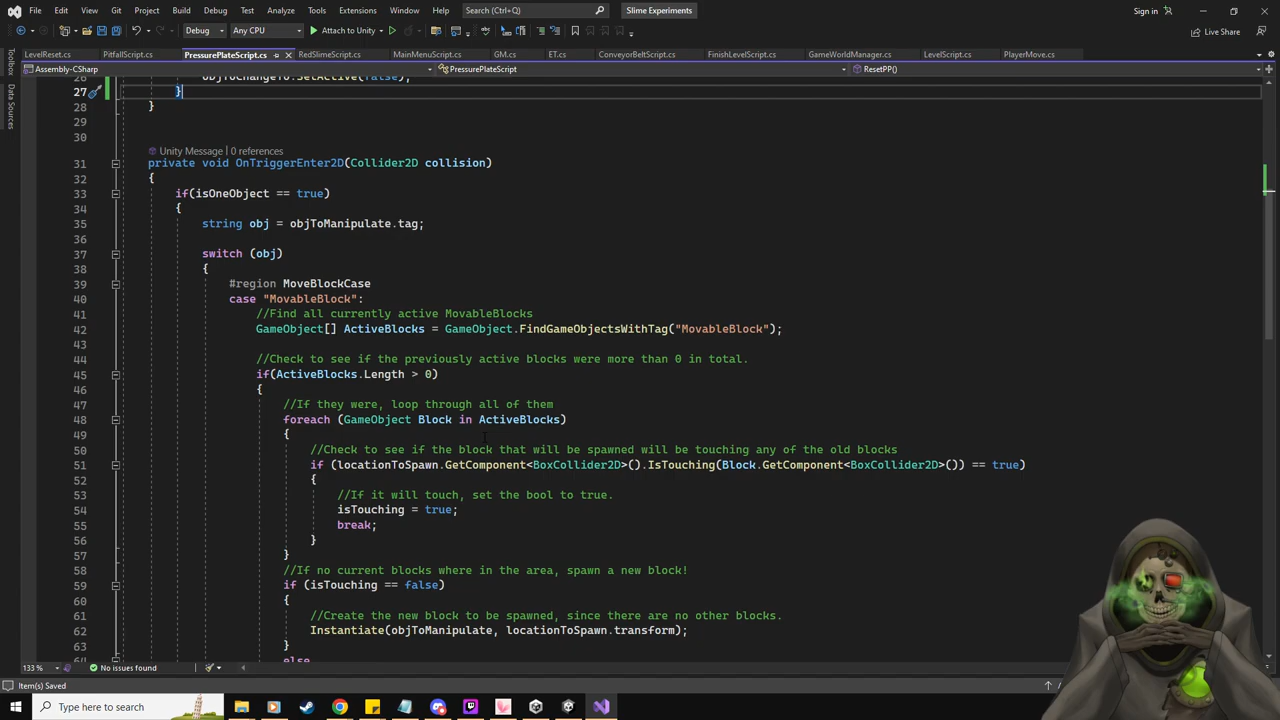 File Edit View Git Project Build Debug Test Analyze Tools Extensions Window Help Search (Ctrl+Q) Slime Experiments Sign in
Debug Any CPU Attach to Unity Live Share
LevelReset.cs PitfallScript.cs PressurePlateScript.cs RedSlimeScript.cs MainMenuScript.cs GM.cs ET.cs ConveyorBeltScript.cs FinishLevelScript.cs GameWorldManager.cs LevelScript.cs PlayerMove.cs
Assembly-CSharp PressurePlateScript ResetPP()
Toolbox
Data Sources
26 objToChangeTo.SetActive(false);
27 }
28 }
29
30
Unity Message | 0 references
31 private void OnTriggerEnter2D(Collider2D collision)
32 {
33 if(isOneObject == true)
34 {
35 string obj = objToManipulate.tag;
36
37 switch (obj)
38 {
39 #region MoveBlockCase
40 case "MovableBlock":
41 //Find all currently active MovableBlocks
42 GameObject[] ActiveBlocks = GameObject.FindGameObjectsWithTag("MovableBlock");
43
44 //Check to see if the previously active blocks were more than 0 in total.
45 if(ActiveBlocks.Length > 0)
46 {
47 //If they were, loop through all of them
48 foreach (GameObject Block in ActiveBlocks)
49 {
50 //Check to see if the block that will be spawned will be touching any of the old blocks
51 if (locationToSpawn.GetComponent<BoxCollider2D>().IsTouching(Block.GetComponent<BoxCollider2D>()) == true)
52 {
53 //If it will touch, set the bool to true.
54 isTouching = true;
55 break;
56 }
57 }
58 //If no current blocks where in the area, spawn a new block!
59 if (isTouching == false)
60 {
61 //Create the new block to be spawned, since there are no other blocks.
62 Instantiate(objToManipulate, locationToSpawn.transform);
63 }
64 else
133 % No issues found
Item(s) Saved
Type here to search